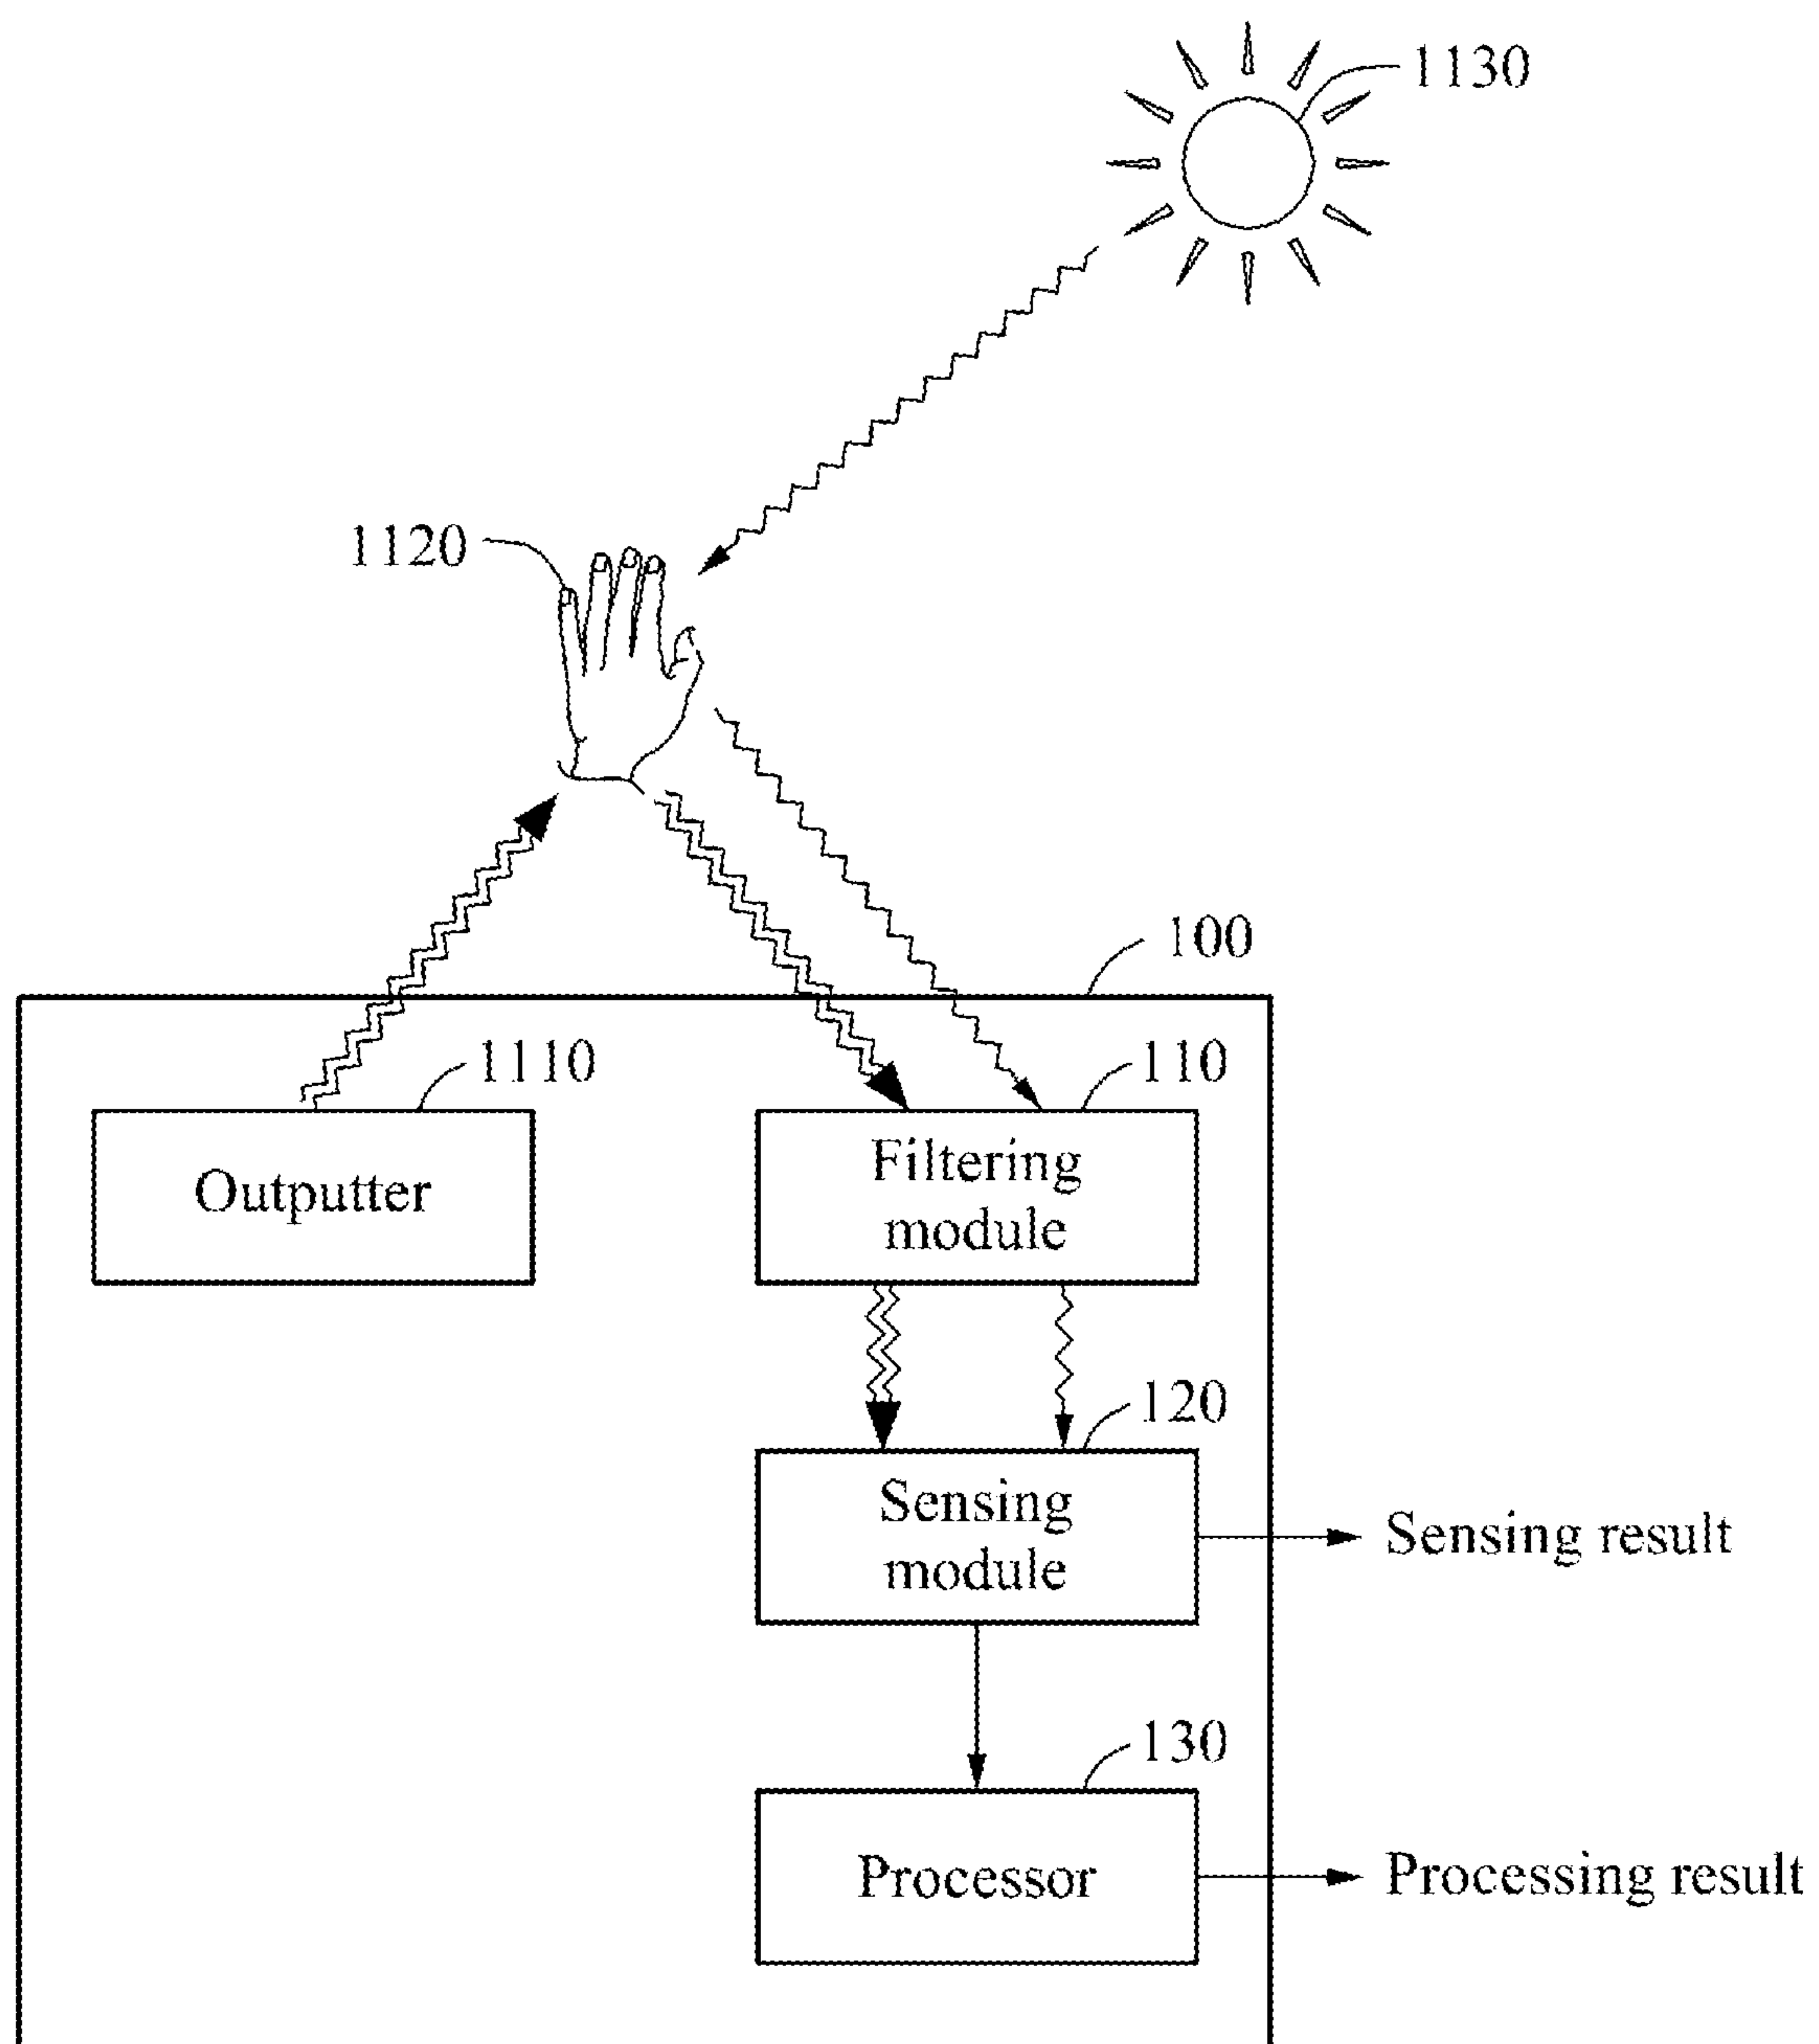 1130
1120
100
1110
110
Outputter
Filtering
module
120
Sensing
module
Sensing result
130
Processor
Processing result